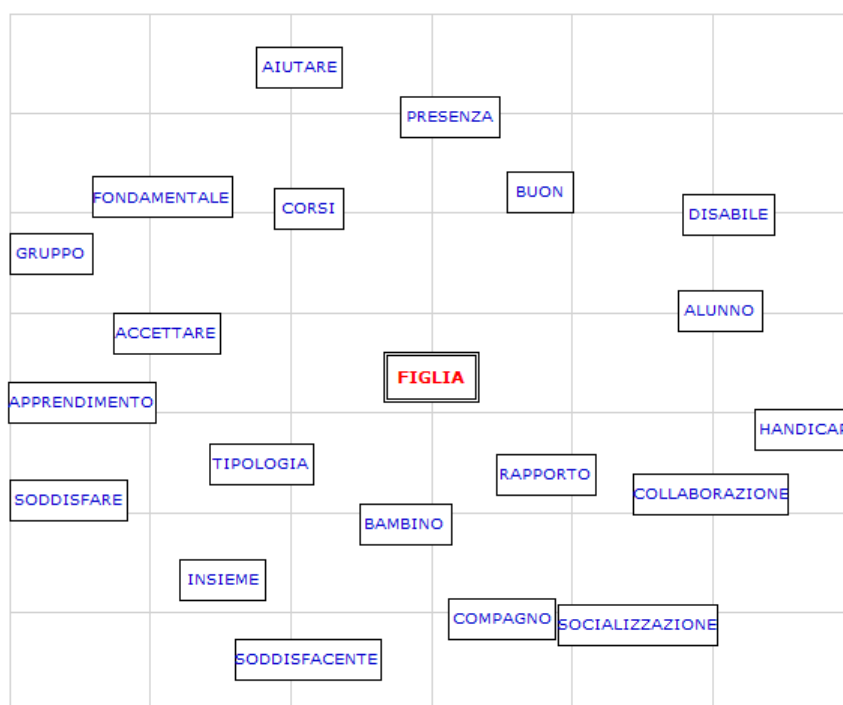 AIUTARE
PRESENZA
FONDAMENTALE
CORSI
BUON
DISABILE
GRUPPO
ALUNNO
ACCETTARE
FIGLIA
APPRENDIMENTO
HANDICAP
TIPOLOGIA
RAPPORTO
COLLABORAZIONE
SODDISFARE
BAMBINO
INSIEME
COMPAGNO
SOCIALIZZAZIONE
SODDISFACENTE